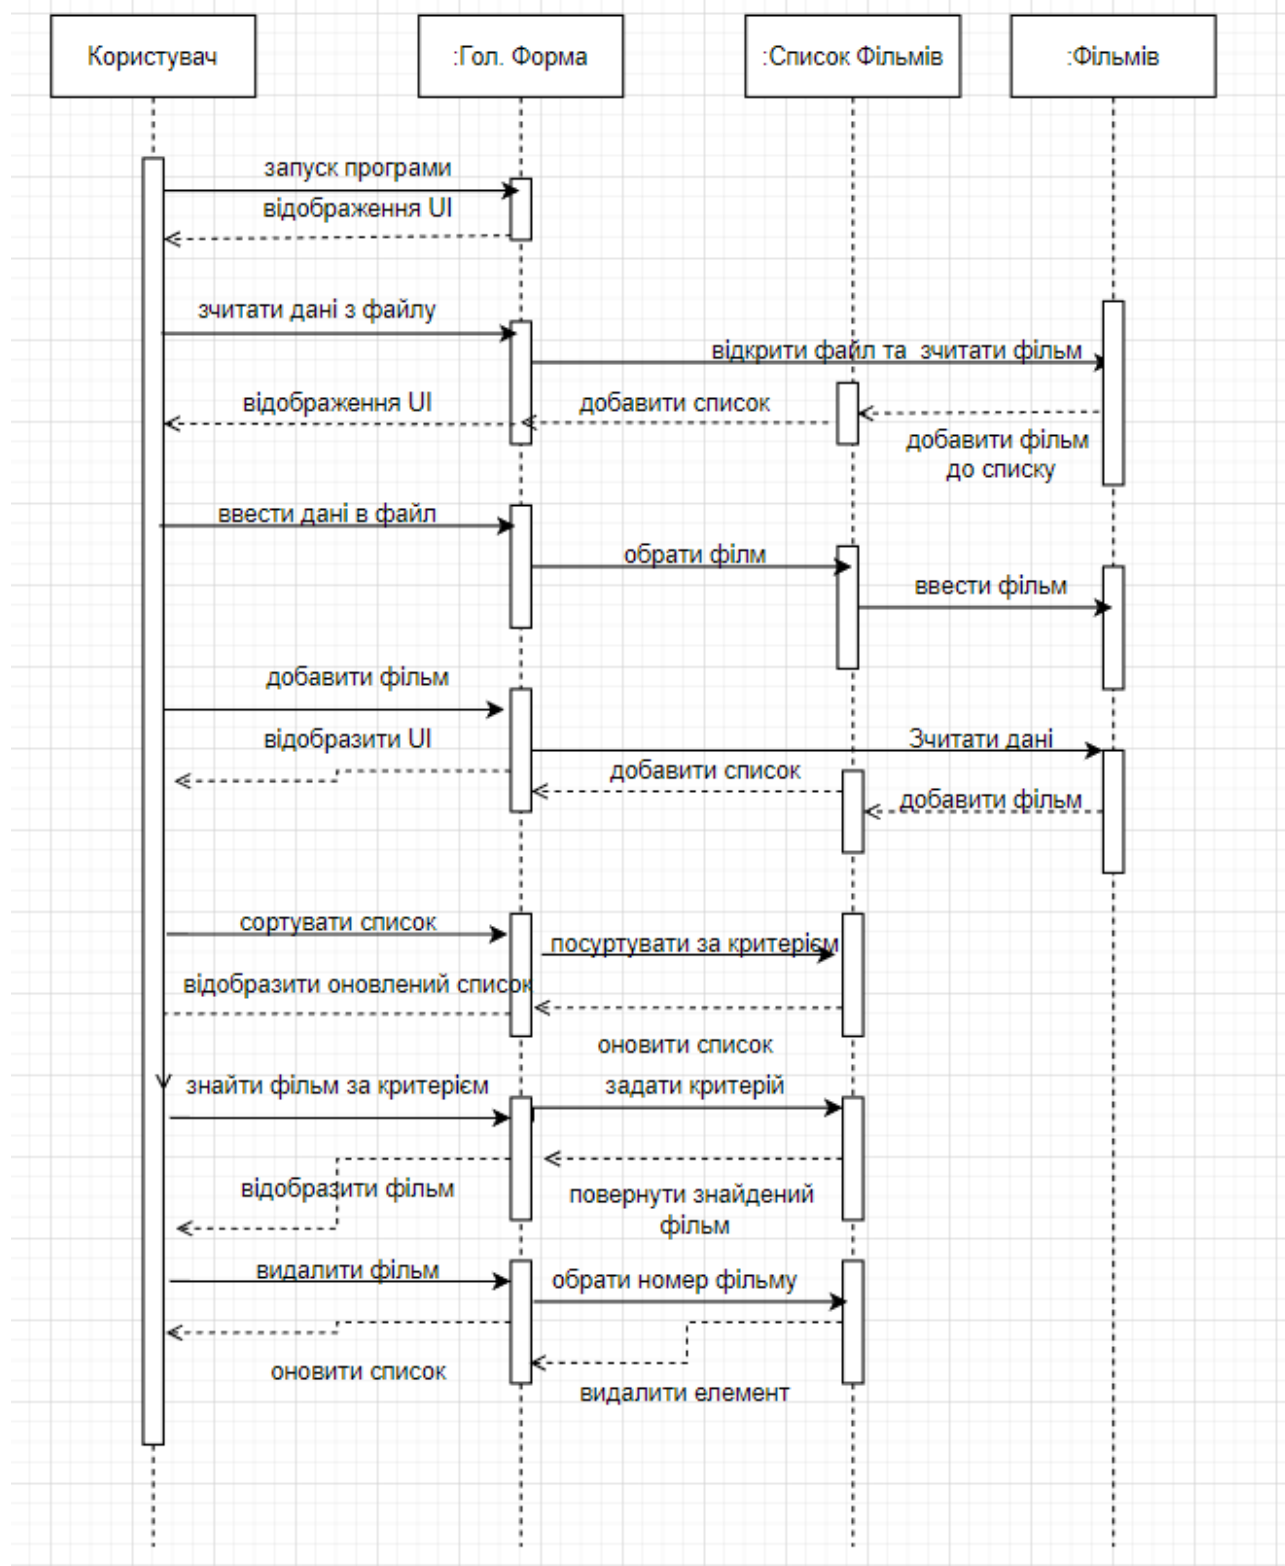 Користувач
:Гол. Форма
:Список Фільмів
:Фільмів
запуск програми
відображення UI
зчитати дані з файлу
відкрити файл та зчитати фільм
відображення UI
добавити список
добавити фільм
до списку
ввести дані в файл
обрати філм
ввести фільм
добавити фільм
відобразити UI
Зчитати дані
добавити список
добавити фільм
сортувати список
посуртувати за критерієм
відобразити оновлений список
оновити список
знайти фільм за критерієм
задати критерій
відобразити фільм
повернути знайдений
фільм
видалити фільм
обрати номер фільму
оновити список
видалити елемент